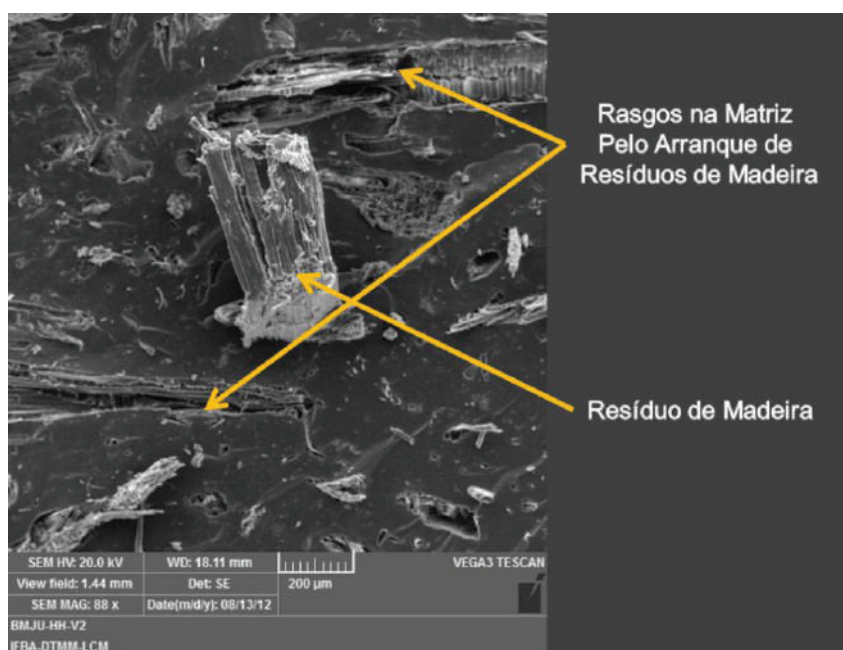 Rasgos na Matriz
Pelo Arranque de
Resíduos de Madeira
Resíduo de Madeira
SEM HV: 20.0 kV WD: 18.11 mm VEGA3 TESCAN
View field: 1.44 mm Det: SE 200 µm
SEM MAG: 88 x Date(m/d/y): 08/13/12
BMJU-HH-V2
IFBA-DTMM-LCM